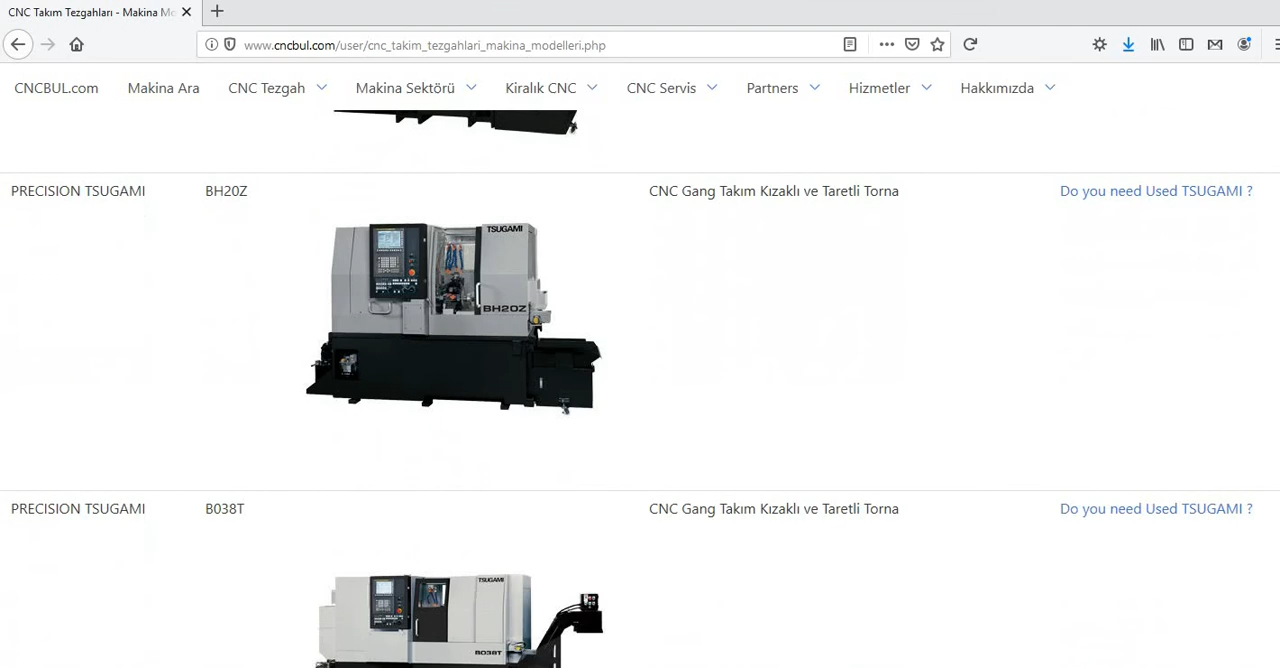 CNC Takım Tezgahları - Makina Mo
www.cncbul.com/user/cnc_takim_tezgahlari_makina_modelleri.php
CNCBUL.com Makina Ara CNC Tezgah Makina Sektörü Kiralık CNC CNC Servis Partners Hizmetler Hakkımızda
PRECISION TSUGAMI BH20Z CNC Gang Takım Kızaklı ve Taretli Torna Do you need Used TSUGAMI ?
TSUGAMI
BH20Z
PRECISION TSUGAMI B038T CNC Gang Takım Kızaklı ve Taretli Torna Do you need Used TSUGAMI ?
TSUGAMI
B038T